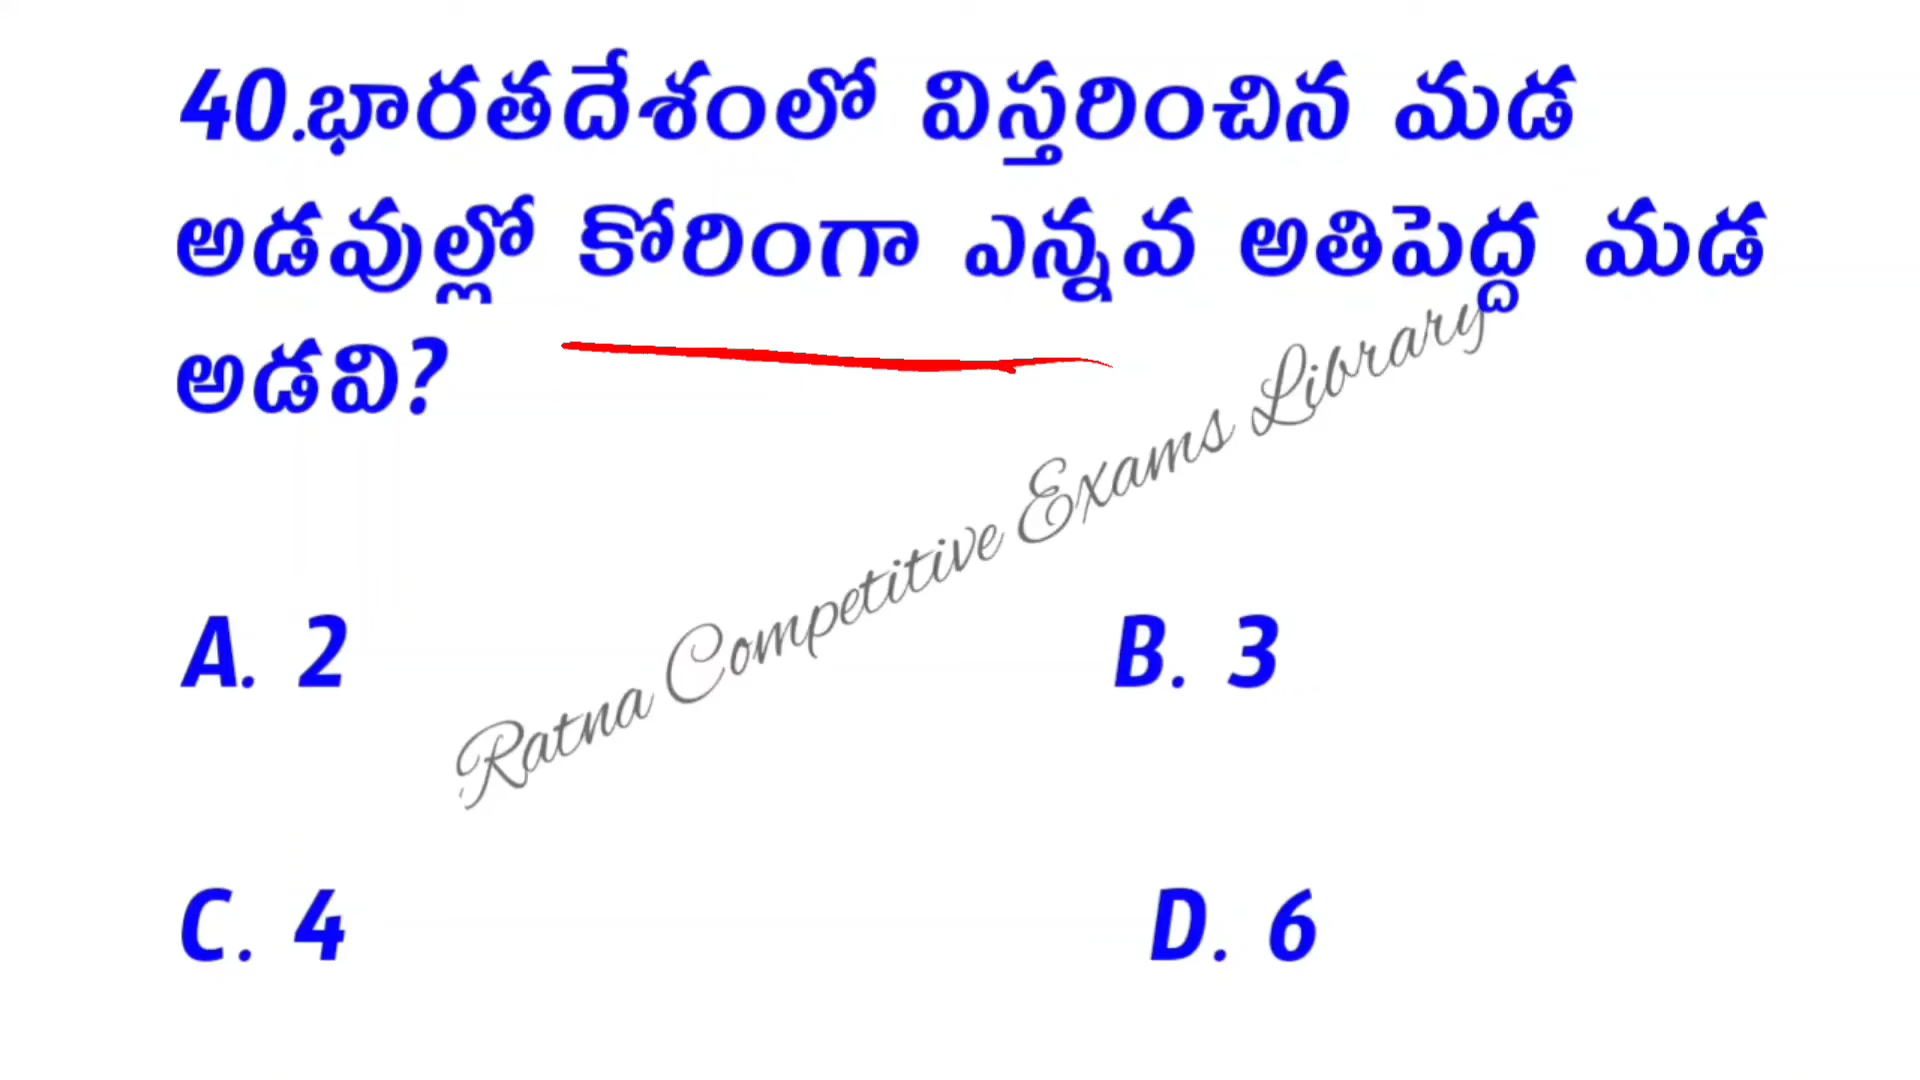 40.భారతదేశంలో విస్తరించిన మడ
అడవుల్లో కోరింగా ఎన్నవ అతిపెద్ద మడ
అడవి?
Ratna Competitive Exams Library
A. 2
B. 3
C. 4
D. 6